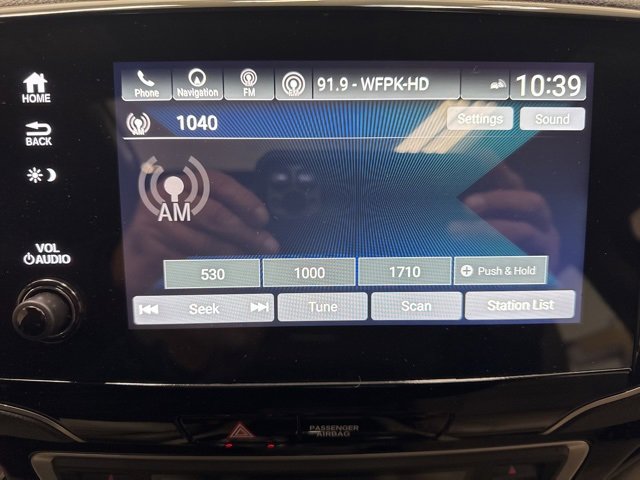 HOME
BACK
VOL
AUDIO
Phone
Navigation
FM
91.9 - WFPK-HD
10:39
AM
1040
Settings
Sound
AM
530
1000
1710
Push & Hold
Seek
Tune
Scan
Station List
PASSENGER
AIRBAG